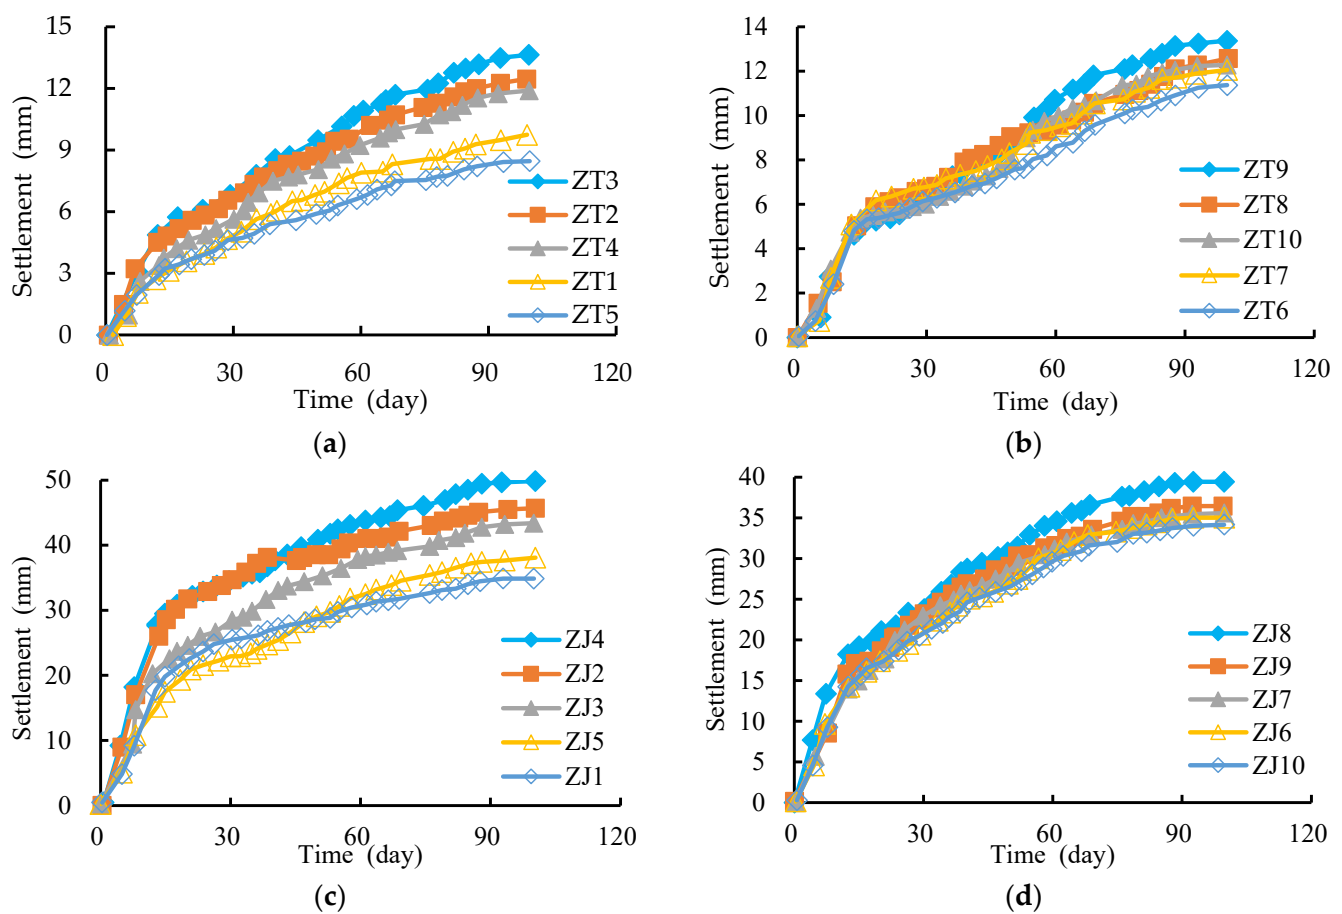 15
12
9
6
3
0
Settlement (mm)
ZT3
ZT2
ZT4
ZT1
ZT5
0 30 60 90 120
Time (day)
(a)
14
12
10
8
6
4
2
0
Settlement (mm)
ZT9
ZT8
ZT10
ZT7
ZT6
0 30 60 90 120
Time (day)
(b)
50
40
30
20
10
0
Settlement (mm)
ZJ4
ZJ2
ZJ3
ZJ5
ZJ1
0 30 60 90 120
Time (day)
(c)
40
35
30
25
20
15
10
5
0
Settlement (mm)
ZJ8
ZJ9
ZJ7
ZJ6
ZJ10
0 30 60 90 120
Time (day)
(d)